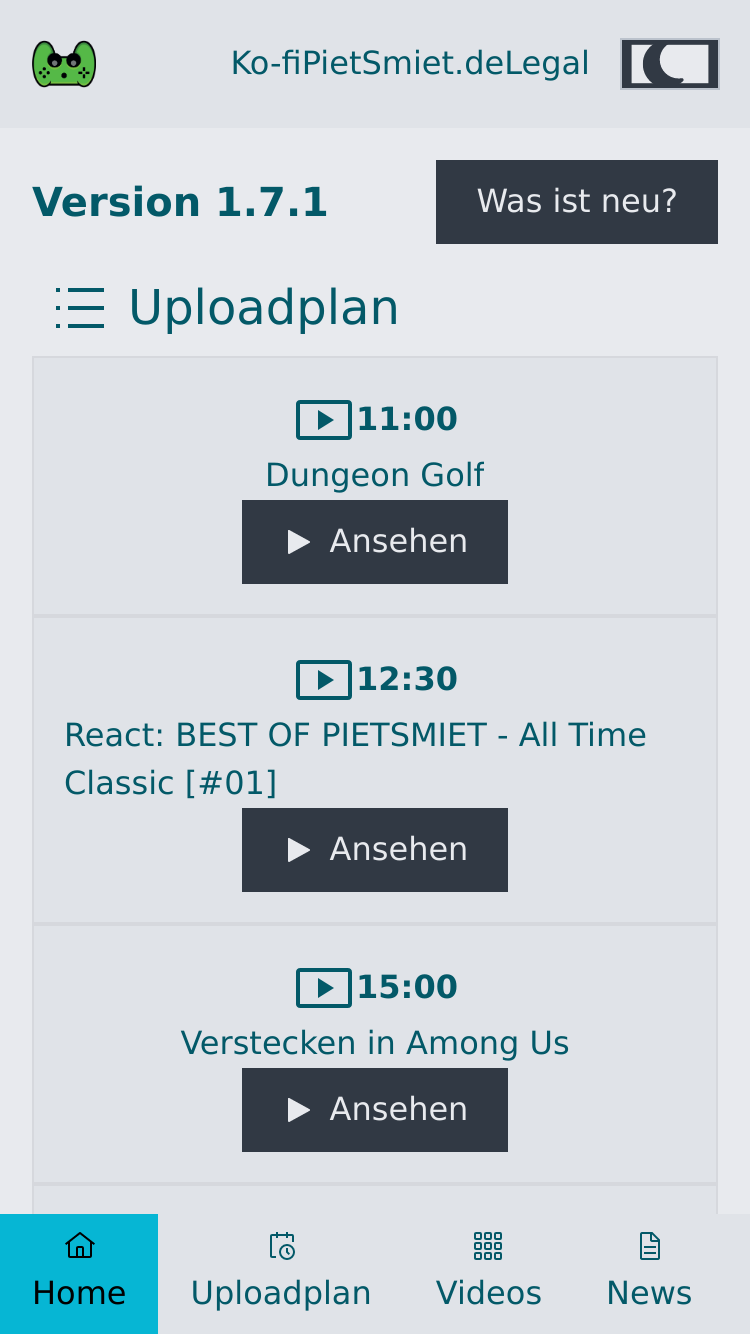 Ko-fiPietSmiet.deLegal
Version 1.7.1
Was ist neu?
Uploadplan
11:00
Dungeon Golf
Ansehen
12:30
React: BEST OF PIETSMIET - All Time
Classic [#01]
Ansehen
15:00
Verstecken in Among Us
Ansehen
Home
Uploadplan
Videos
News